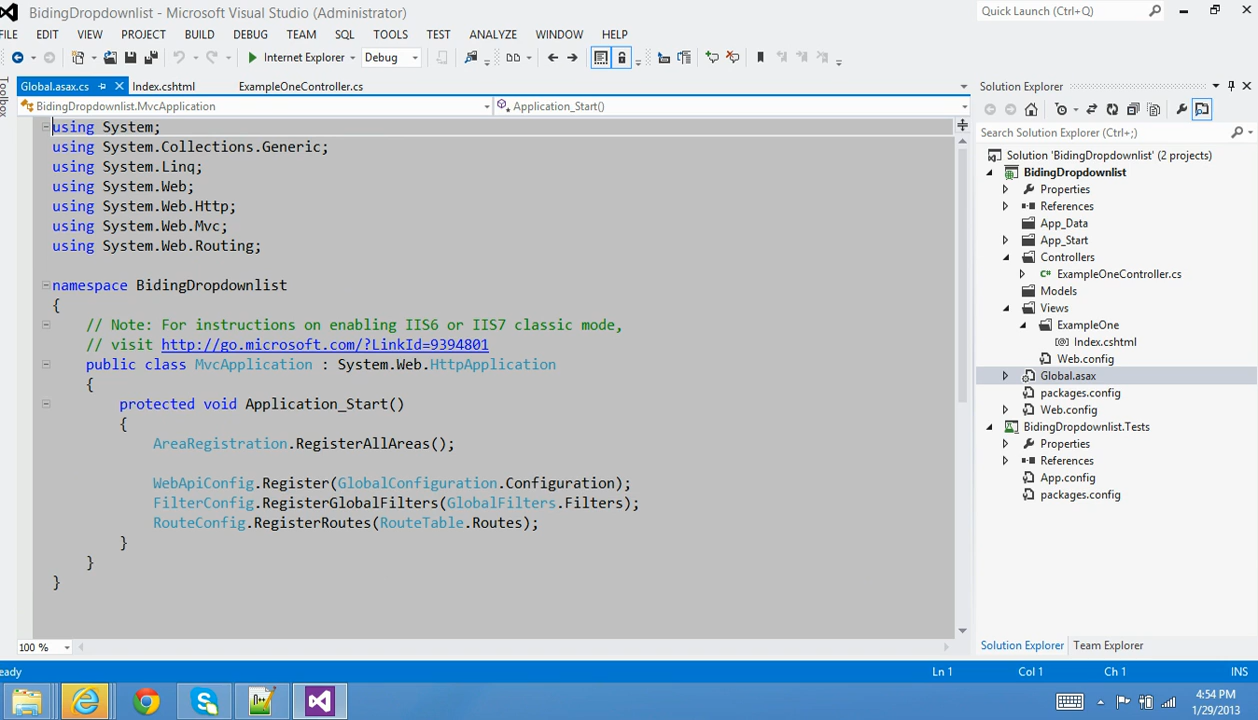 BidingDropdownlist - Microsoft Visual Studio (Administrator)
Quick Launch (Ctrl+Q)
FILE EDIT VIEW PROJECT BUILD DEBUG TEAM SQL TOOLS TEST ANALYZE WINDOW HELP
Internet Explorer Debug
Toolbox
Global.asax.cs Index.cshtml ExampleOneController.cs
BidingDropdownlist.MvcApplication Application_Start()
using System;
using System.Collections.Generic;
using System.Linq;
using System.Web;
using System.Web.Http;
using System.Web.Mvc;
using System.Web.Routing;
namespace BidingDropdownlist
{
// Note: For instructions on enabling IIS6 or IIS7 classic mode,
// visit http://go.microsoft.com/?LinkId=9394801
public class MvcApplication : System.Web.HttpApplication
{
protected void Application_Start()
{
AreaRegistration.RegisterAllAreas();
WebApiConfig.Register(GlobalConfiguration.Configuration);
FilterConfig.RegisterGlobalFilters(GlobalFilters.Filters);
RouteConfig.RegisterRoutes(RouteTable.Routes);
}
}
}
100 %
Solution Explorer
Search Solution Explorer (Ctrl+;)
Solution 'BidingDropdownlist' (2 projects)
BidingDropdownlist
Properties
References
App_Data
App_Start
Controllers
C# ExampleOneController.cs
Models
Views
ExampleOne
[@] Index.cshtml
Web.config
Global.asax
packages.config
Web.config
BidingDropdownlist.Tests
Properties
References
App.config
packages.config
Solution Explorer Team Explorer
eady Ln 1 Col 1 Ch 1 INS
4:54 PM
1/29/2013